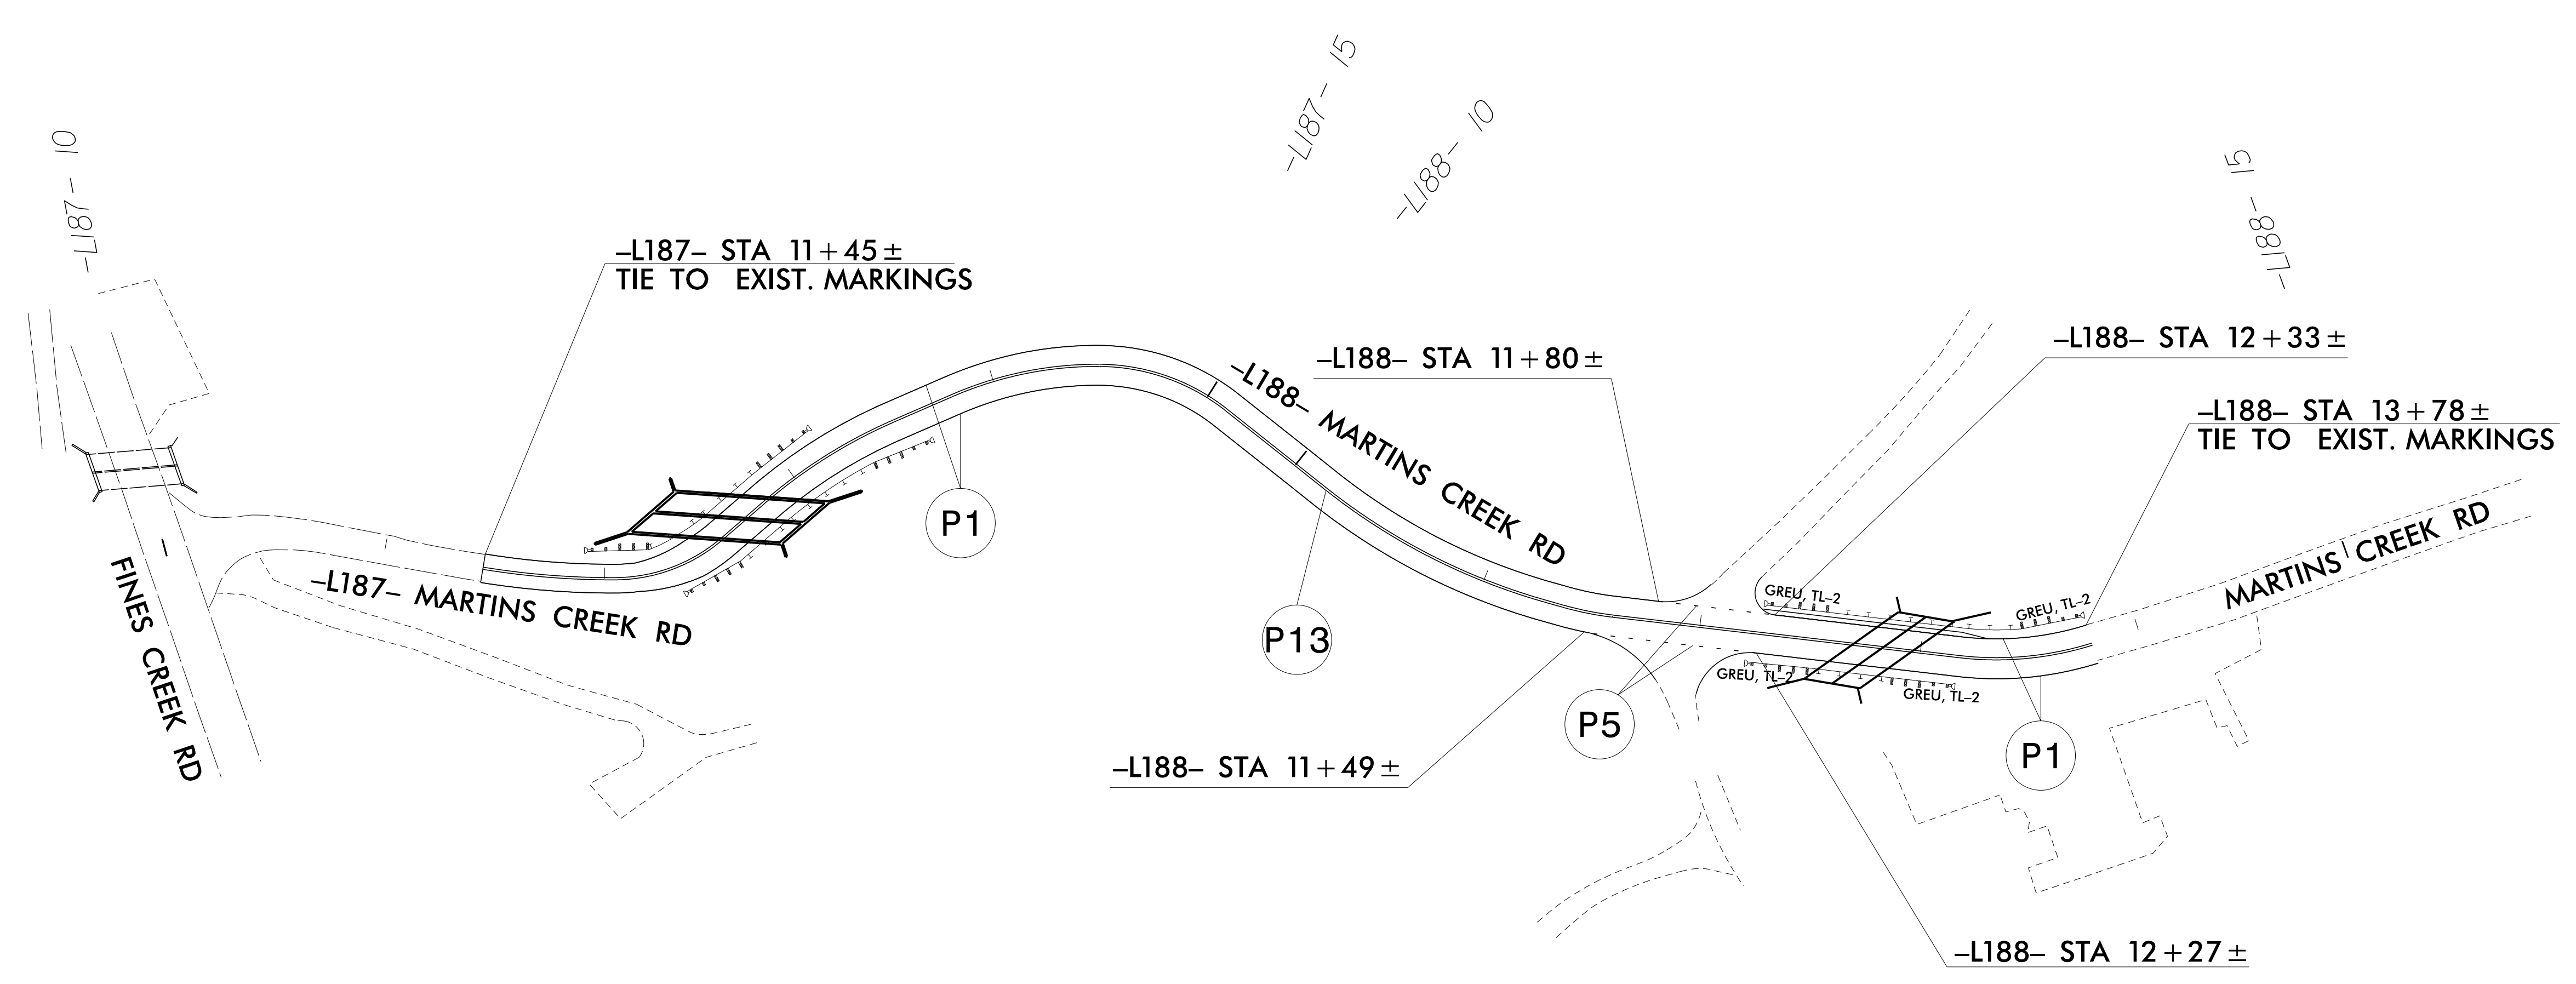 -L187- 15
-L188- 10
-L187- 10
-L188- 15
-L187- STA 11+45±
TIE TO EXIST. MARKINGS
-L188- STA 12+33±
-L188- STA 11+80±
-L188- MARTINS CREEK RD
-L188- STA 13+78±
TIE TO EXIST. MARKINGS
P1
MARTINS CREEK RD
FINES CREEK RD
-L187- MARTINS CREEK RD
GREU, TL-2
GREU, TL-2
P13
GREU, TL-2
GREU, TL-2
P5
P1
-L188- STA 11+49±
-L188- STA 12+27±